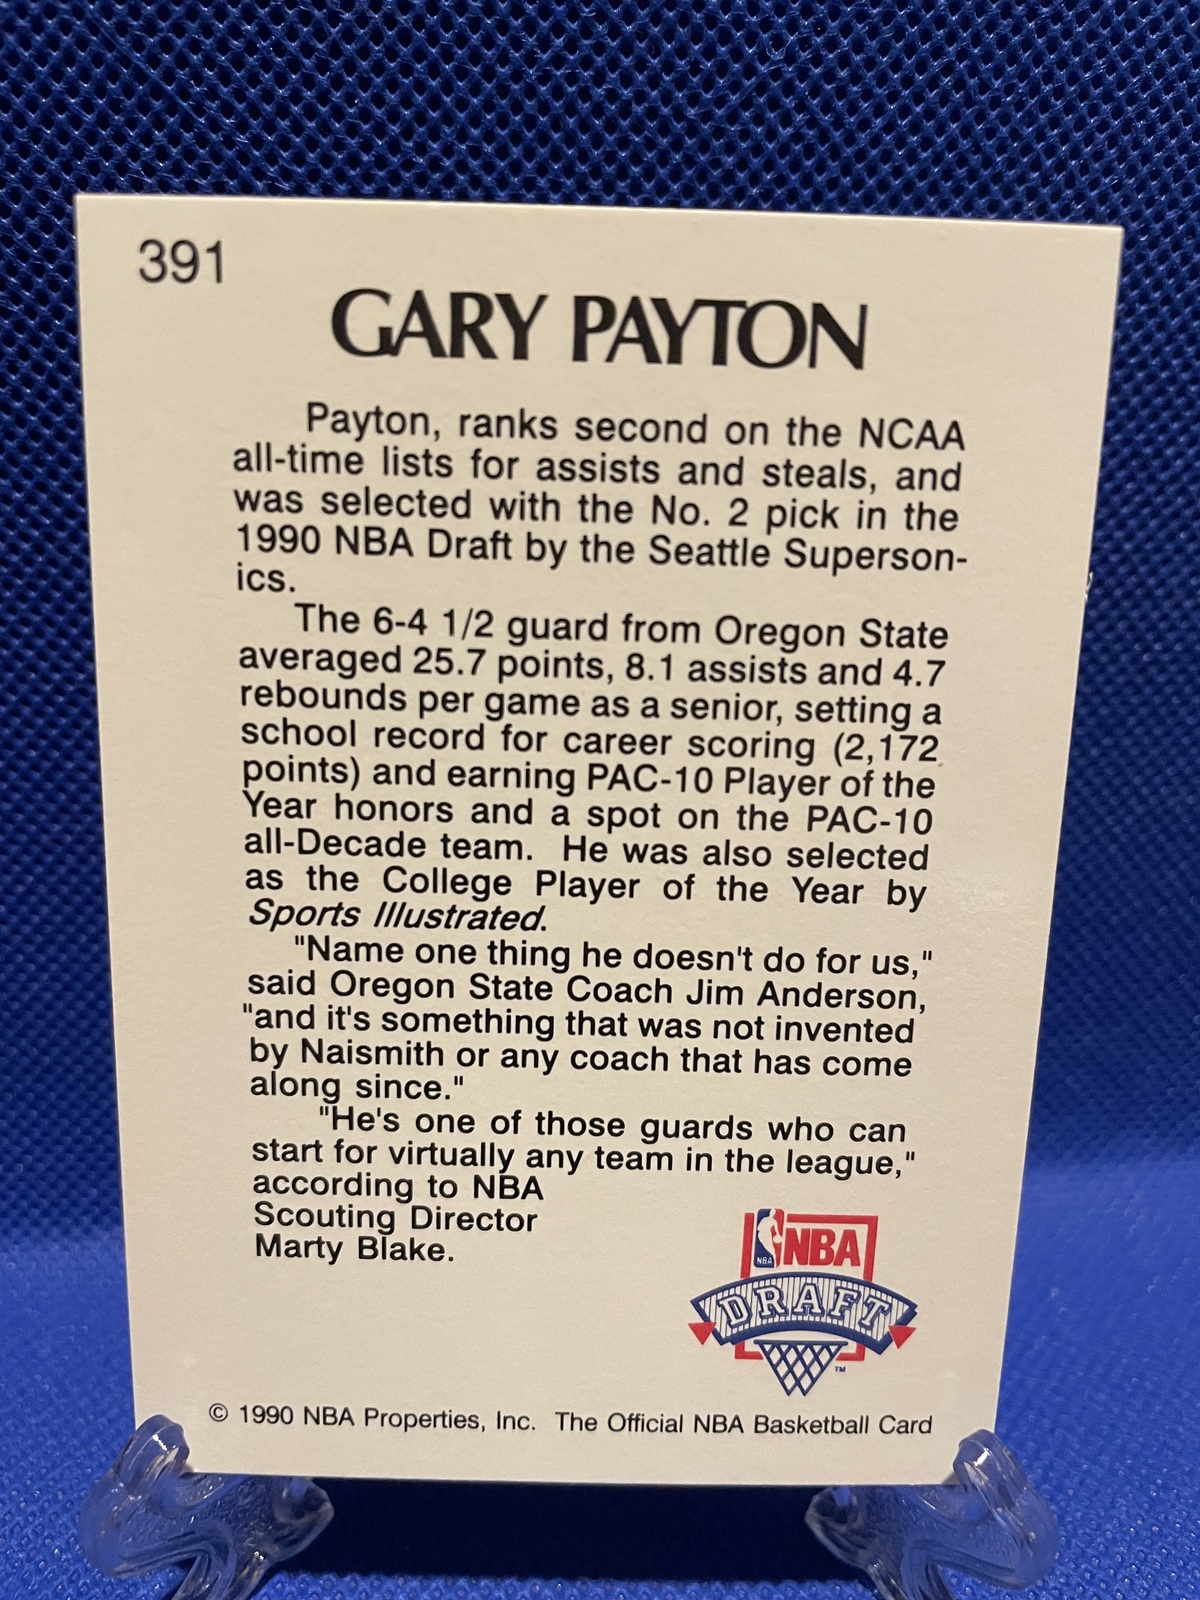 391
GARY PAYTON
Payton, ranks second on the NCAA
all-time lists for assists and steals, and
was selected with the No. 2 pick in the
1990 NBA Draft by the Seattle Superson-
ics.
The 6-4 1/2 guard from Oregon State
averaged 25.7 points, 8.1 assists and 4.7
rebounds per game as a senior, setting a
school record for career scoring (2,172
points) and earning PAC-10 Player of the
Year honors and a spot on the PAC-10
all-Decade team. He was also selected
as the College Player of the Year by
Sports Illustrated.
"Name one thing he doesn't do for us,"
said Oregon State Coach Jim Anderson,
"and it's something that was not invented
by Naismith or any coach that has come
along since."
"He's one of those guards who can
start for virtually any team in the league,"
according to NBA
Scouting Director
Marty Blake.
NBA
NBA
DRAFT
™
© 1990 NBA Properties, Inc. The Official NBA Basketball Card